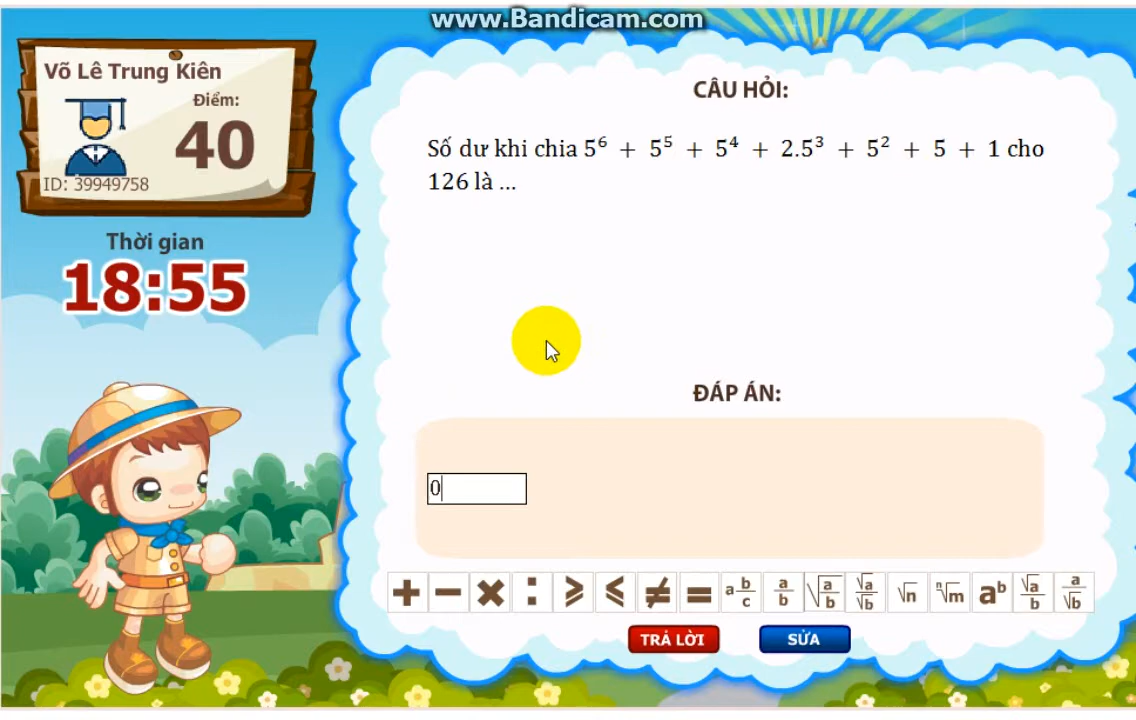 www.Bandicam.com
Võ Lê Trung Kiên
Điểm:
40
ID: 39949758
Thời gian
18:55
CÂU HỎI:
Số dư khi chia 5⁶ + 5⁵ + 5⁴ + 2.5³ + 5² + 5 + 1 cho
126 là ...
ĐÁP ÁN:
0
+ − × : ≥ ≤ ≠ = a b/c a/b √(a/b) √a/√b √n ⁿ√m aᵇ √a/b a/√b
TRẢ LỜI SỬA